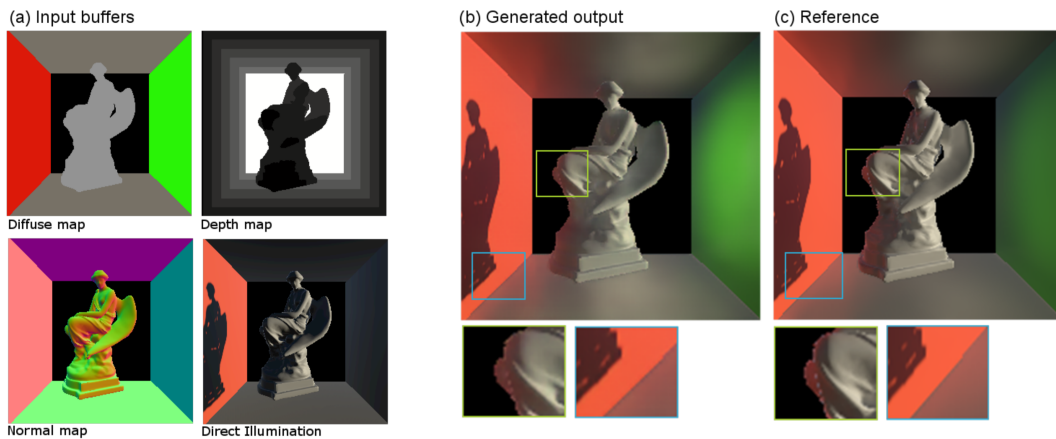 (a) Input buffers
Diffuse map
Depth map
Normal map
Direct Illumination
(b) Generated output
(c) Reference